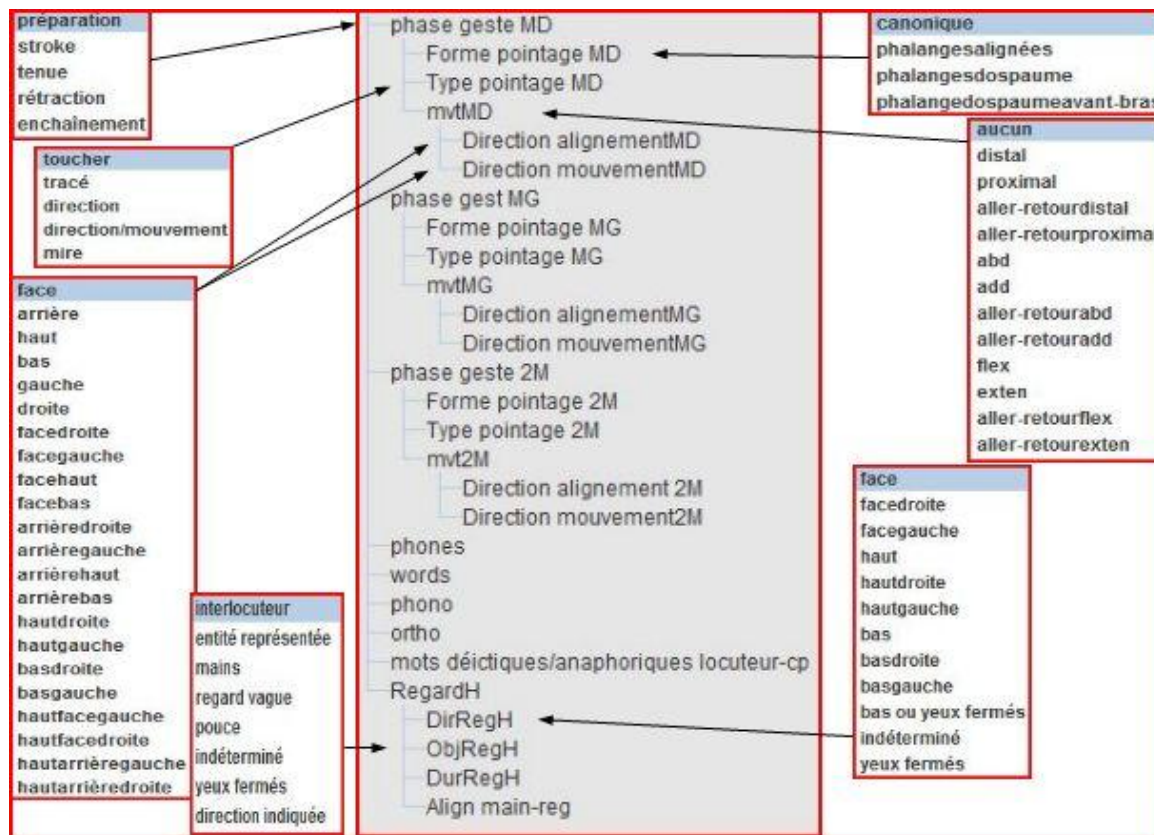 préparation
stroke
tenue
rétraction
enchaînement
toucher
tracé
direction
direction/mouvement
mire
face
arrière
haut
bas
gauche
droite
facedroite
facegauche
facehaut
facebas
arrièredroite
arrièregauche
arrièrehaut
arrièrebas
hautdroite
hautgauche
basdroite
basgauche
hautfacegauche
hautfacedroite
hautarrièregauche
hautarrièredroite
interlocuteur
entité représentée
mains
regard vague
pouce
indéterminé
yeux fermés
direction indiquée
phase geste MD
Forme pointage MD
Type pointage MD
mvtMD
Direction alignementMD
Direction mouvementMD
phase gest MG
Forme pointage MG
Type pointage MG
mvtMG
Direction alignementMG
Direction mouvementMG
phase geste 2M
Forme pointage 2M
Type pointage 2M
mvt2M
Direction alignement 2M
Direction mouvement2M
phones
words
phono
ortho
mots déictiques/anaphoriques locuteur-cp
RegardH
DirRegH
ObjRegH
DurRegH
Align main-reg
canonique
phalangesalignées
phalangesdospaume
phalangedospaumeavant-bras
aucun
distal
proximal
aller-retourdistal
aller-retourproximal
abd
add
aller-retourabd
aller-retouradd
flex
exten
aller-retourflex
aller-retourexten
face
facedroite
facegauche
haut
hautdroite
hautgauche
bas
basdroite
basgauche
bas ou yeux fermés
indéterminé
yeux fermés